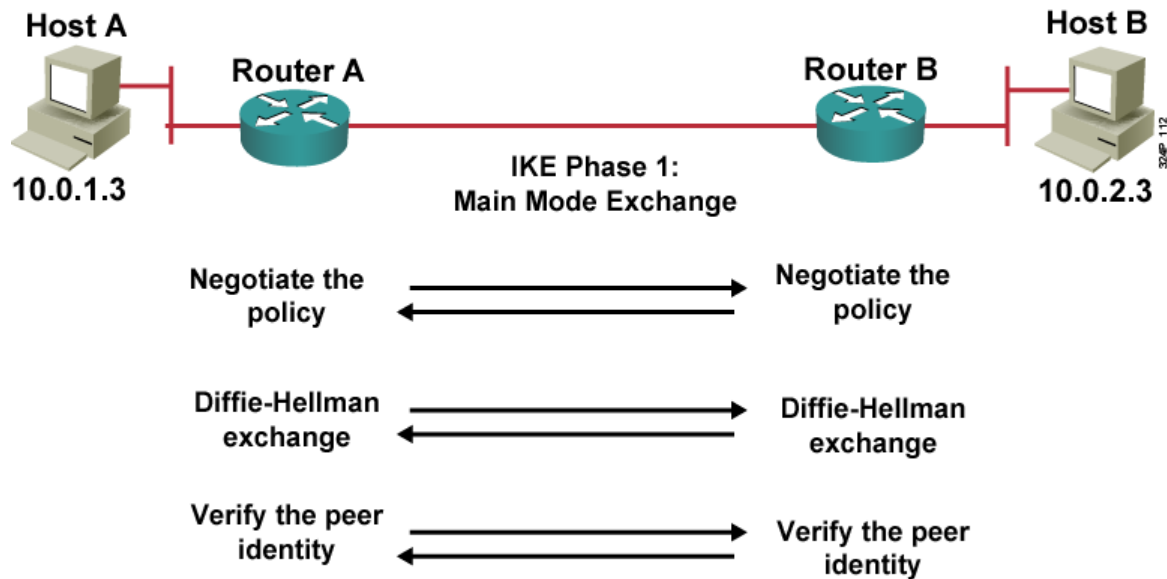 Host A
Host B
Router A
Router B
10.0.1.3
10.0.2.3
324P_112
IKE Phase 1:
Main Mode Exchange
Negotiate the
policy
Negotiate the
policy
Diffie-Hellman
exchange
Diffie-Hellman
exchange
Verify the peer
identity
Verify the peer
identity